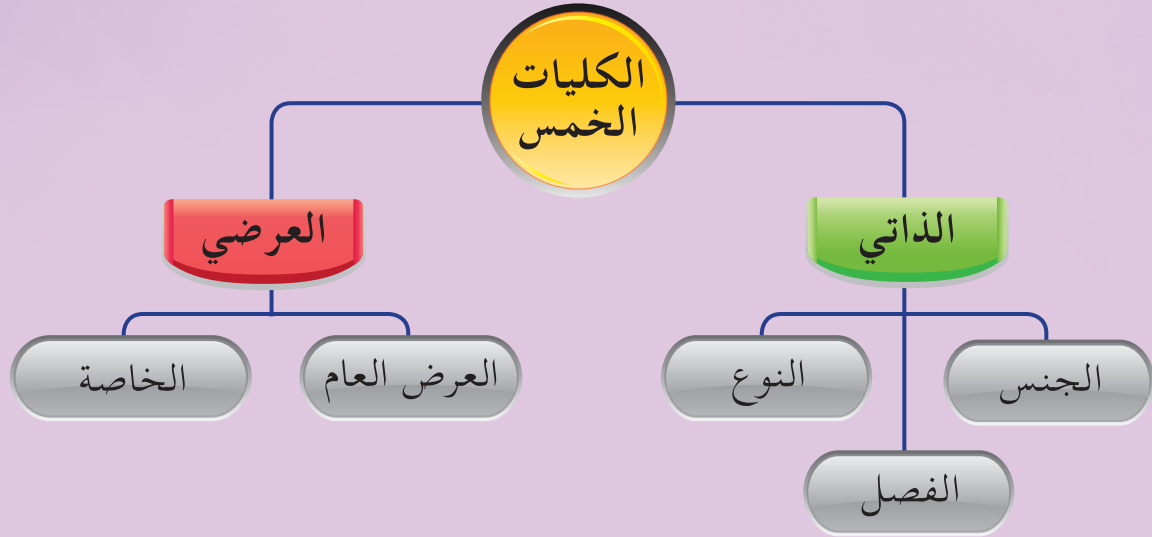 الكليات
الخمس
الذاتي
العرضي
الجنس
النوع
العرض العام
الخاصة
الفصل